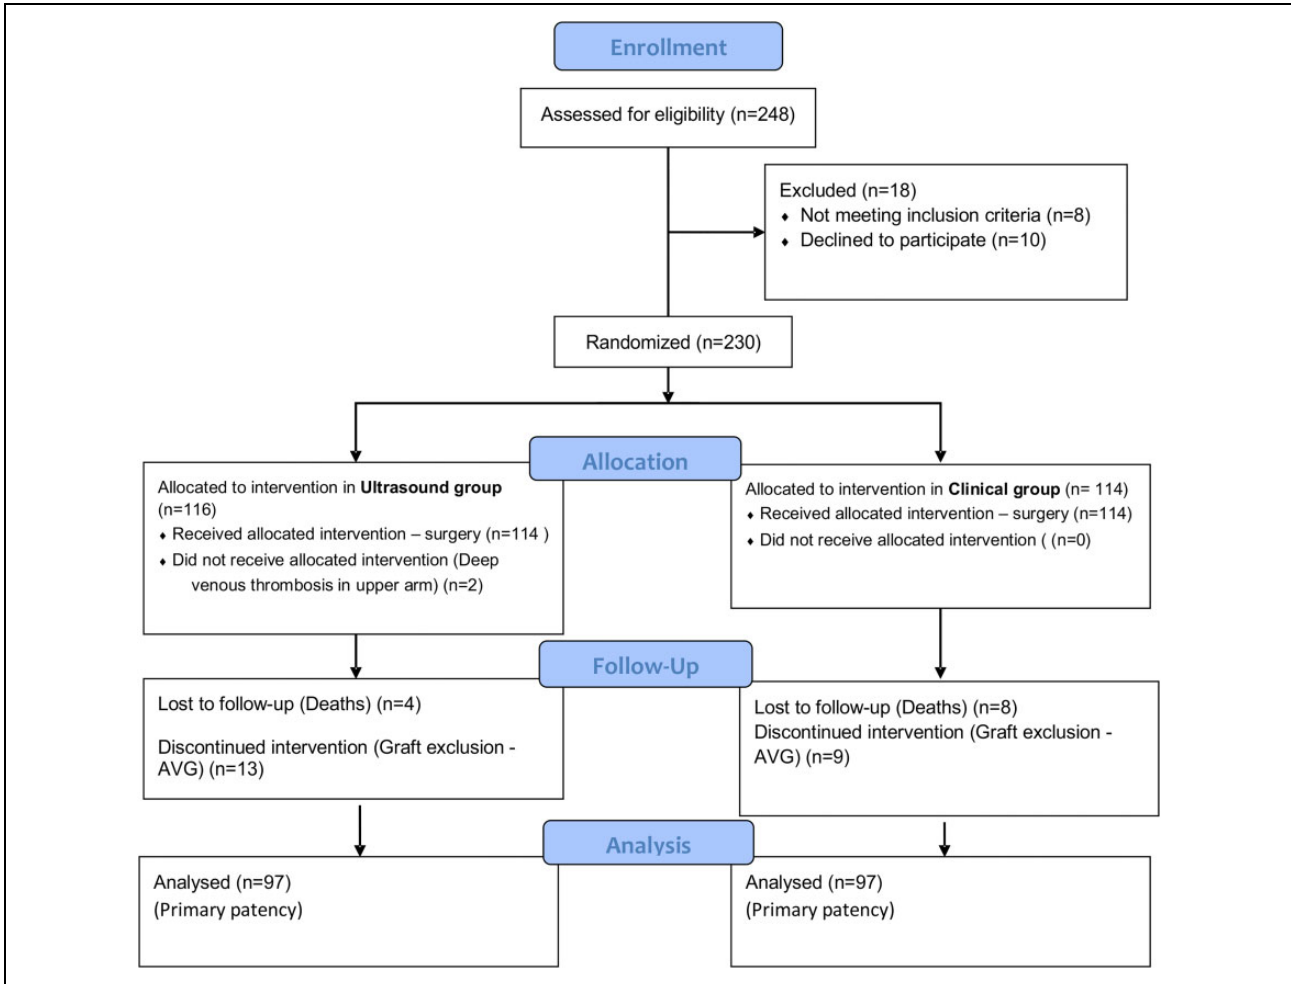 Enrollment
Assessed for eligibility (n=248)
Excluded (n=18)
♦ Not meeting inclusion criteria (n=8)
♦ Declined to participate (n=10)
Randomized (n=230)
Allocation
Allocated to intervention in Ultrasound group
(n=116)
♦ Received allocated intervention – surgery (n=114 )
♦ Did not receive allocated intervention (Deep
venous thrombosis in upper arm) (n=2)
Allocated to intervention in Clinical group (n= 114)
♦ Received allocated intervention – surgery (n=114)
♦ Did not receive allocated intervention ( (n=0)
Follow-Up
Lost to follow-up (Deaths) (n=4)
Discontinued intervention (Graft exclusion -
AVG) (n=13)
Lost to follow-up (Deaths) (n=8)
Discontinued intervention (Graft exclusion -
AVG) (n=9)
Analysis
Analysed (n=97)
(Primary patency)
Analysed (n=97)
(Primary patency)